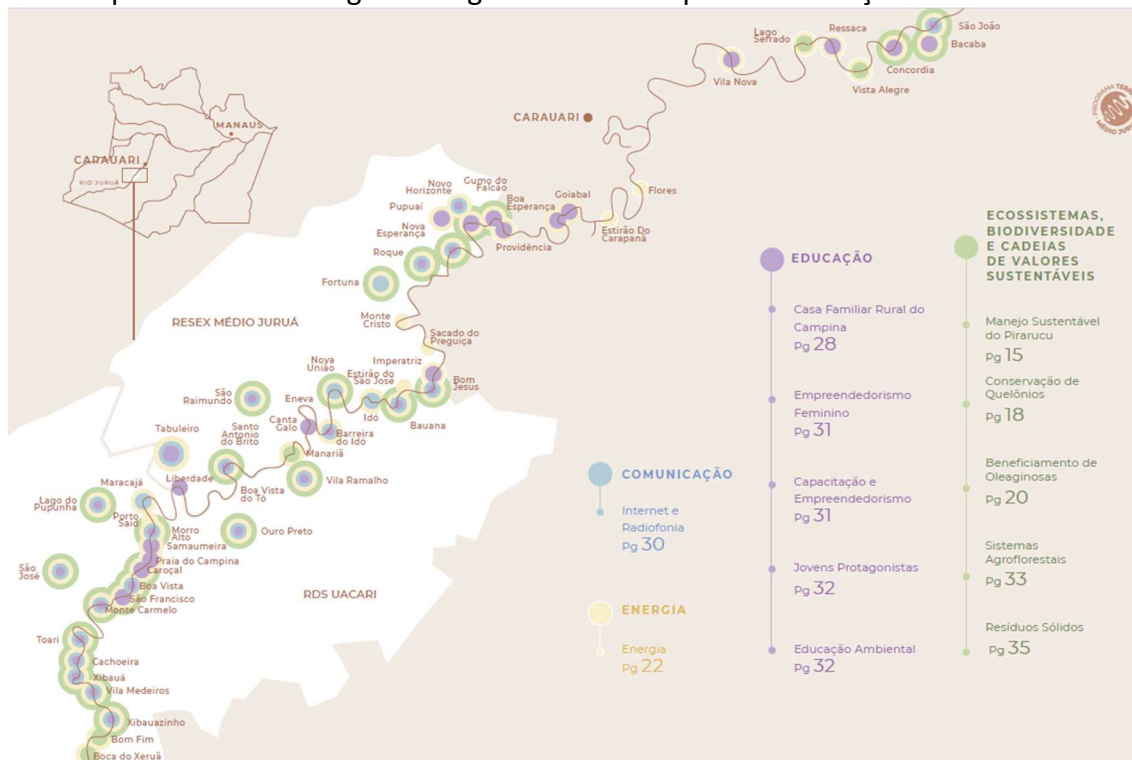 MANAUS
CARAUARI
RIO JURUÁ
CARAUARI
Lago
Serrado
Ressaca
São João
Bacaba
Concordia
Vila Nova
Vista Alegre
PROGRAMA TERRITÓRIO
MÉDIO JURUÁ
Flores
Estirão Do
Carapanã
Goiabal
Gumo do
Falcão
Boa
Esperança
Novo
Horizonte
Pupuaí
Nova
Esperança
Providência
Roque
Fortuna
Monte
Cristo
RESEX MÉDIO JURUÁ
Sacado do
Preguiça
Imperatriz
Nova
União
Estirão do
São José
Bom
Jesus
São
Raimundo
Eneva
Idó
Bauana
Tabuleiro
Santo
Antonio
do Brito
Canta
Galo
Barreira
do Idó
Manariã
Maracajá
Liberdade
Boa Vista
do Tó
Vila Ramalho
Lago do
Pupunha
Porto
Said
Morro
Alto
Ouro Preto
Samaumeira
Praia do Campina
Caroçal
São
José
Boa Vista
São Francisco
Monte Carmelo
RDS UACARI
Toari
Cachoeira
Xibauá
Vila Medeiros
Xibauazinho
Bom Fim
Boca do Xeruã
COMUNICAÇÃO
Internet e
Radiofonia
Pg 30
ENERGIA
Energia
Pg 22
EDUCAÇÃO
Casa Familiar Rural do
Campina
Pg 28
Empreendedorismo
Feminino
Pg 31
Capacitação e
Empreendedorismo
Pg 31
Jovens Protagonistas
Pg 32
Educação Ambiental
Pg 32
ECOSSISTEMAS,
BIODIVERSIDADE
E CADEIAS
DE VALORES
SUSTENTÁVEIS
Manejo Sustentável
do Pirarucu
Pg 15
Conservação de
Quelônios
Pg 18
Beneficiamento de
Oleaginosas
Pg 20
Sistemas
Agroflorestais
Pg 33
Resíduos Sólidos
Pg 35